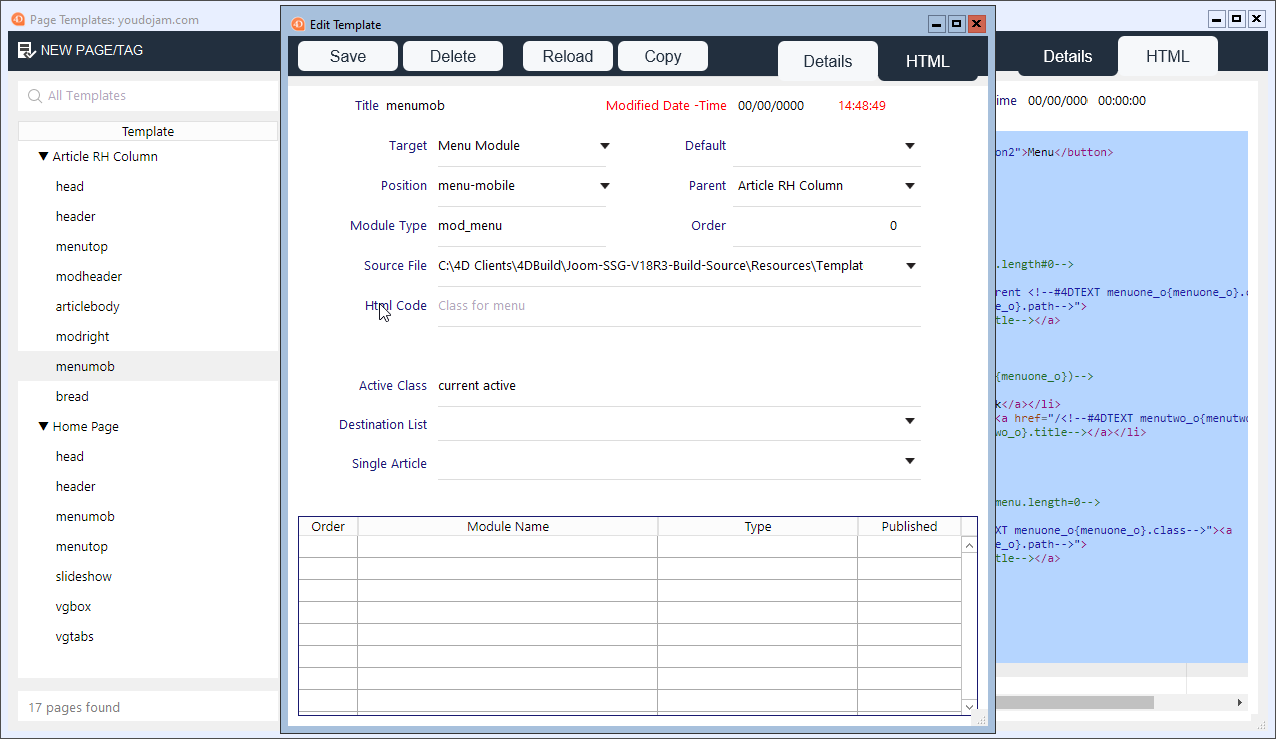 Page Templates: youdojam.com
NEW PAGE/TAG
All Templates
Template
Article RH Column
head
header
menutop
modheader
articlebody
modright
menumob
bread
Home Page
head
header
menumob
menutop
slideshow
vgbox
vgtabs
17 pages found
Edit Template
Save Delete Reload Copy Details HTML
Title menumob Modified Date -Time 00/00/0000 14:48:49
Target Menu Module Default
Position menu-mobile Parent Article RH Column
Module Type mod_menu Order 0
Source File C:\4D Clients\4DBuild\Joom-SSG-V18R3-Build-Source\Resources\Templat
Html Code Class for menu
Active Class current active
Destination List
Single Article
Order Module Name Type Published
Details HTML
ime 00/00/000 00:00:00
on2">Menu</button>
.length#0-->
rent <!--#4DTEXT menuone_o{menuone_o}.c
e_o}.path-->">
tle--></a>
{menuone_o})-->
k</a></li>
<a href="/<!--#4DTEXT menutwo_o{menutwo
wo_o}.title--></a></li>
menu.length=0-->
XT menuone_o{menuone_o}.class-->"><a
e_o}.path-->">
tle--></a>